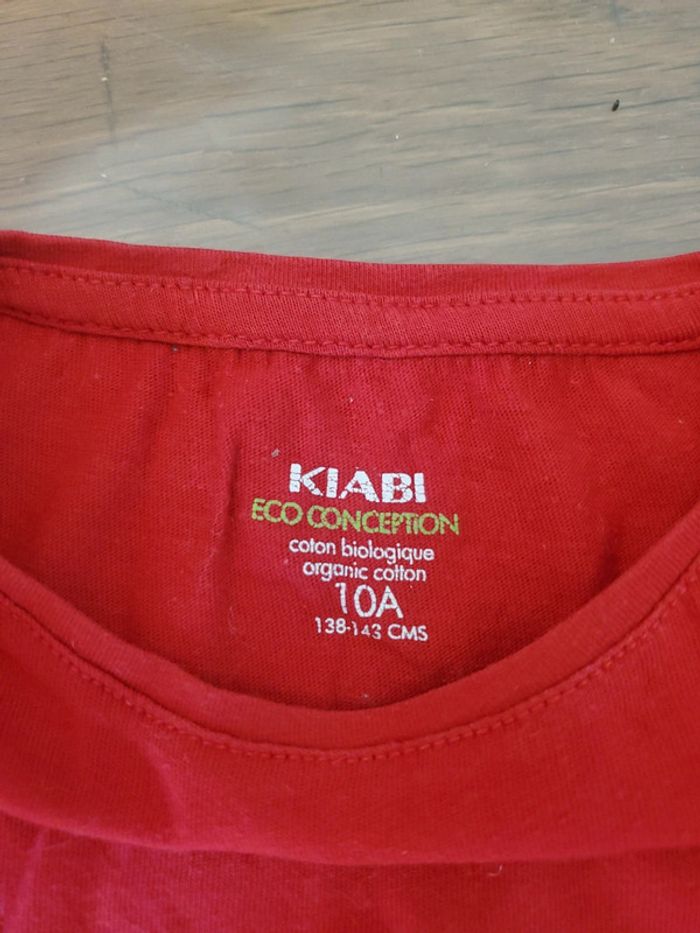 KIABI
ECO CONCEPTION
coton biologique
organic cotton
10A
138-143 CMS